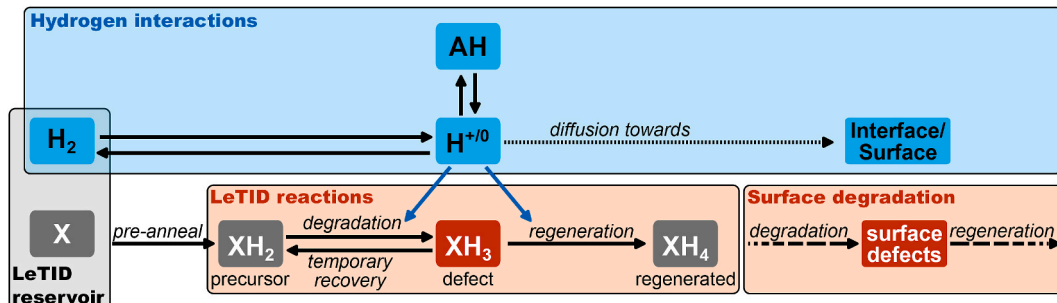 Hydrogen interactions
AH
H2
H+/0
diffusion towards
Interface/
Surface
LeTID reactions
Surface degradation
X
pre-anneal
XH2
precursor
degradation
temporary
recovery
XH3
defect
regeneration
XH4
regenerated
degradation
surface
defects
regeneration
LeTID
reservoir